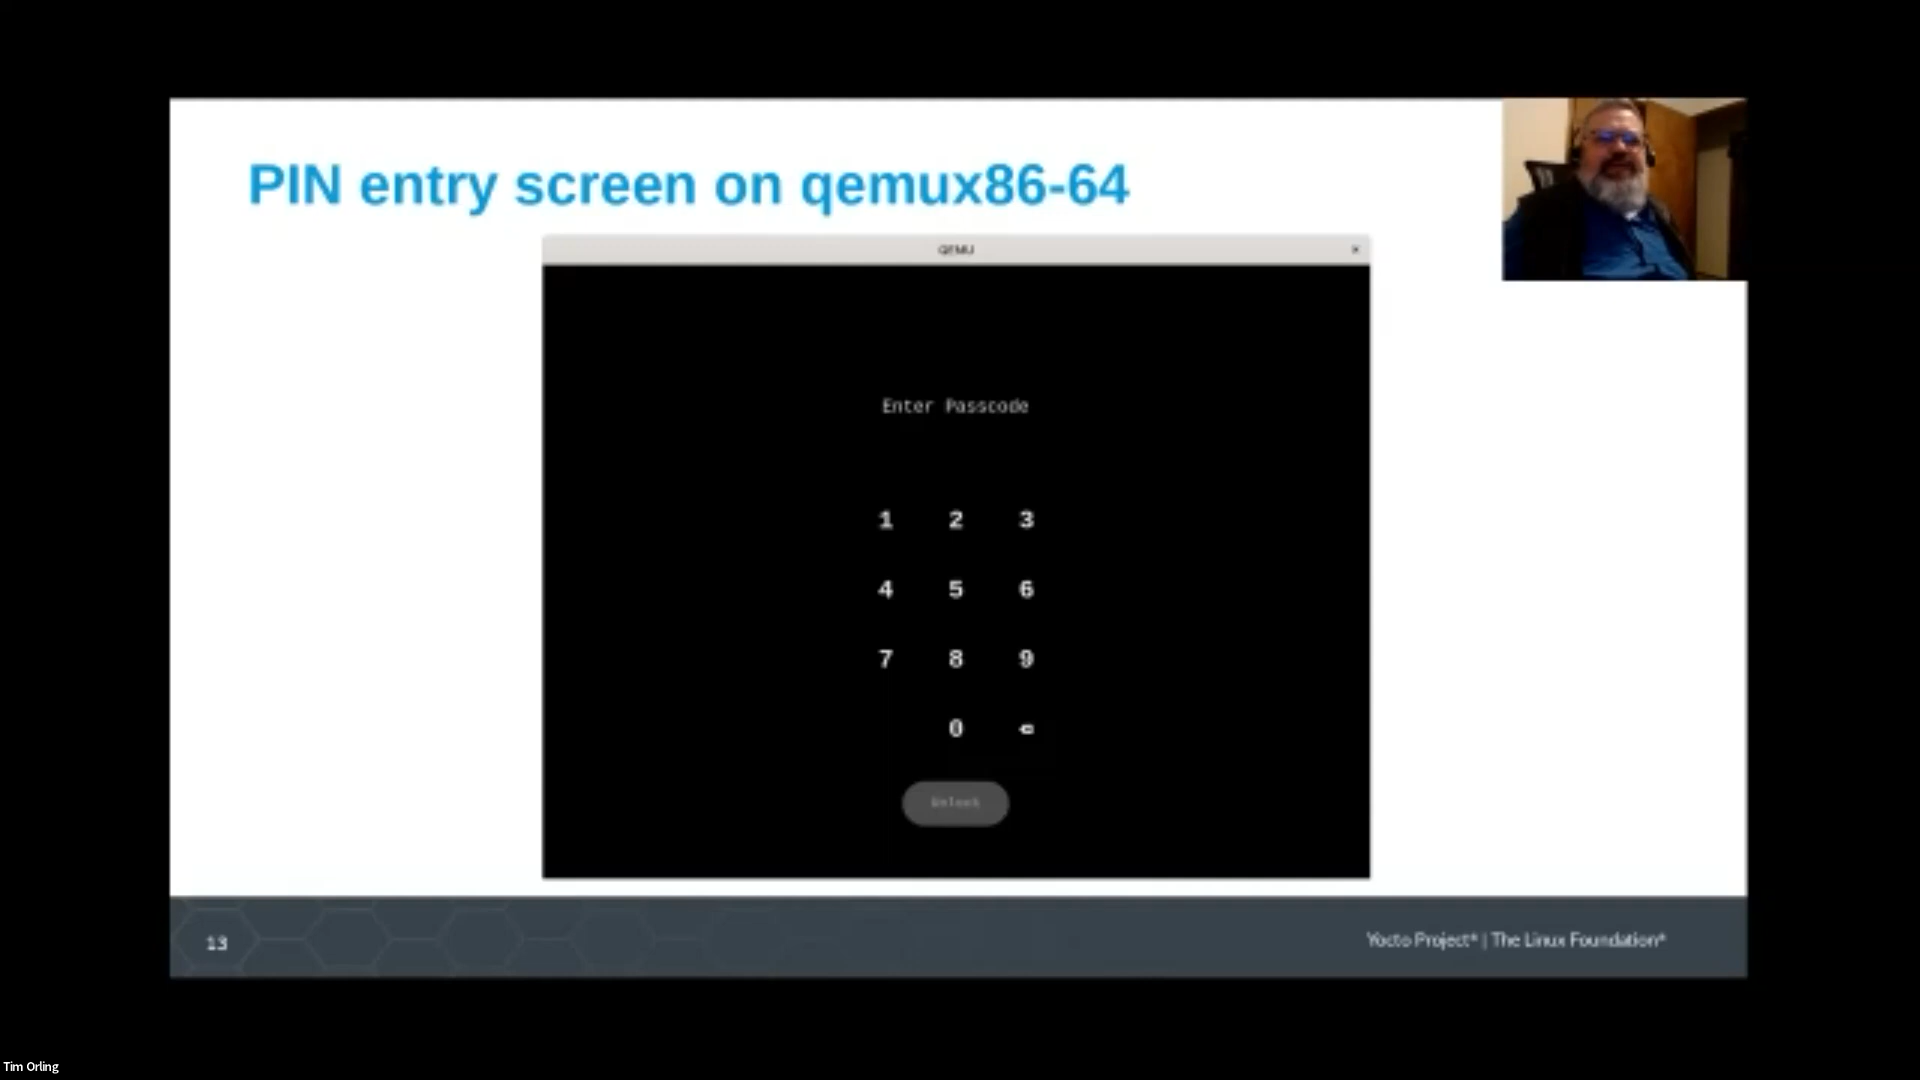 PIN entry screen on qemux86-64
QEMU
Enter Passcode
1 2 3
4 5 6
7 8 9
0
Unlock
13
Yocto Project* | The Linux Foundation*
Tim Orling